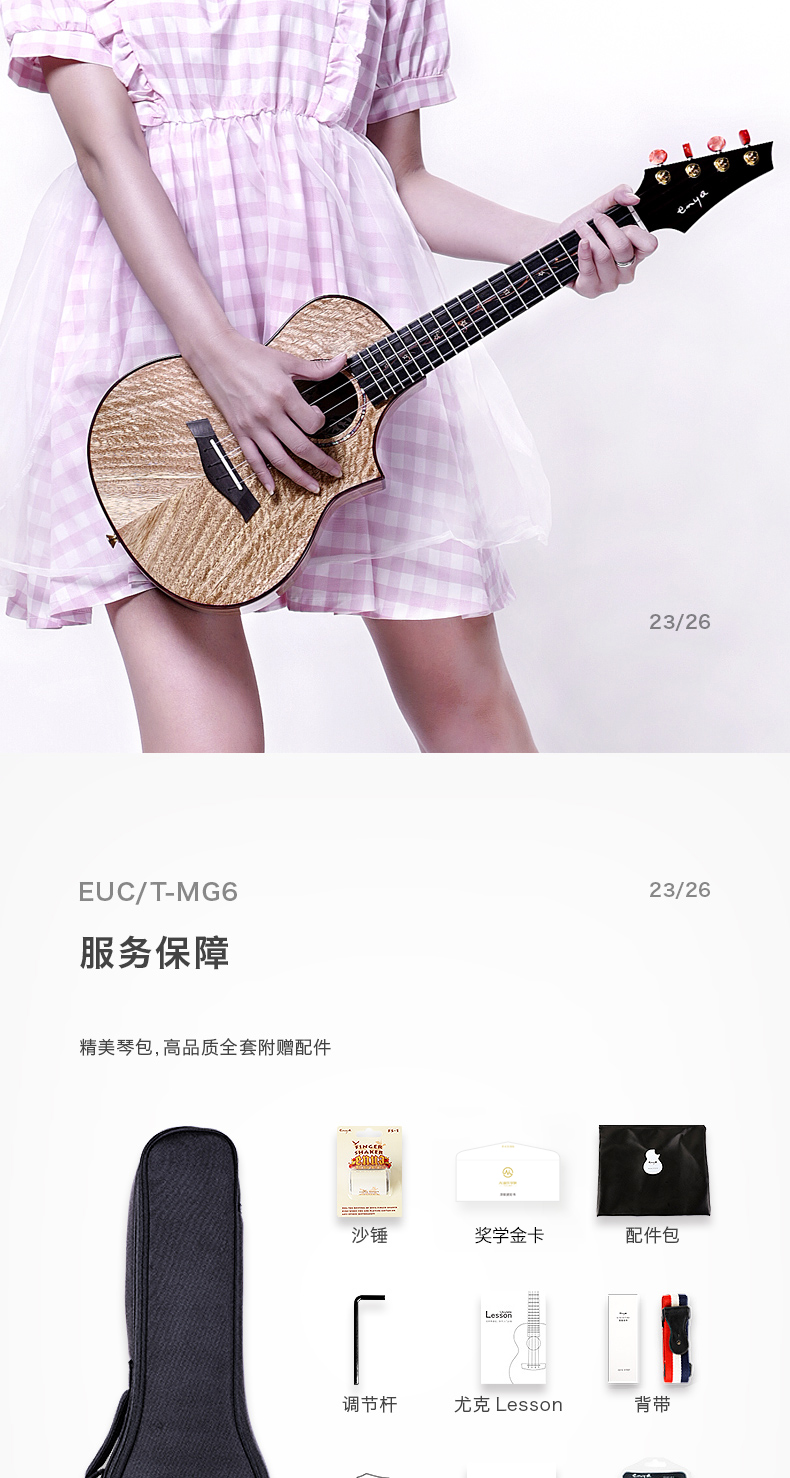 enya
23/26
EUC/T-MG6
23/26
服务保障
精美琴包,高品质全套附赠配件
FINGER
SHAKER
沙锤
奖学金卡
配件包
Lesson
调节杆
尤克 Lesson
背带
enya